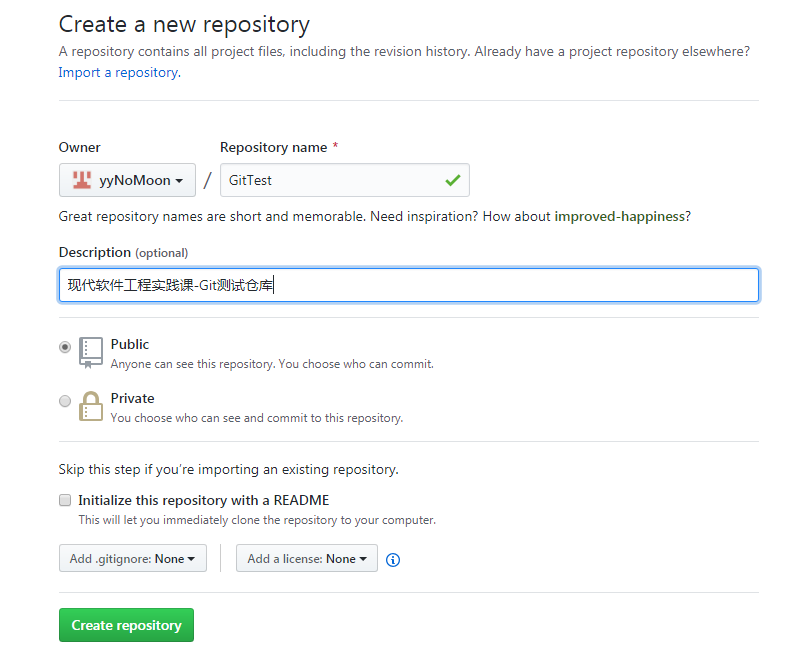 Create a new repository
A repository contains all project files, including the revision history. Already have a project repository elsewhere?
Import a repository.
Owner
Repository name *
yyNoMoon
/
GitTest
Great repository names are short and memorable. Need inspiration? How about improved-happiness?
Description (optional)
现代软件工程实践课-Git测试仓库
Public
Anyone can see this repository. You choose who can commit.
Private
You choose who can see and commit to this repository.
Skip this step if you’re importing an existing repository.
Initialize this repository with a README
This will let you immediately clone the repository to your computer.
Add .gitignore: None
Add a license: None
Create repository